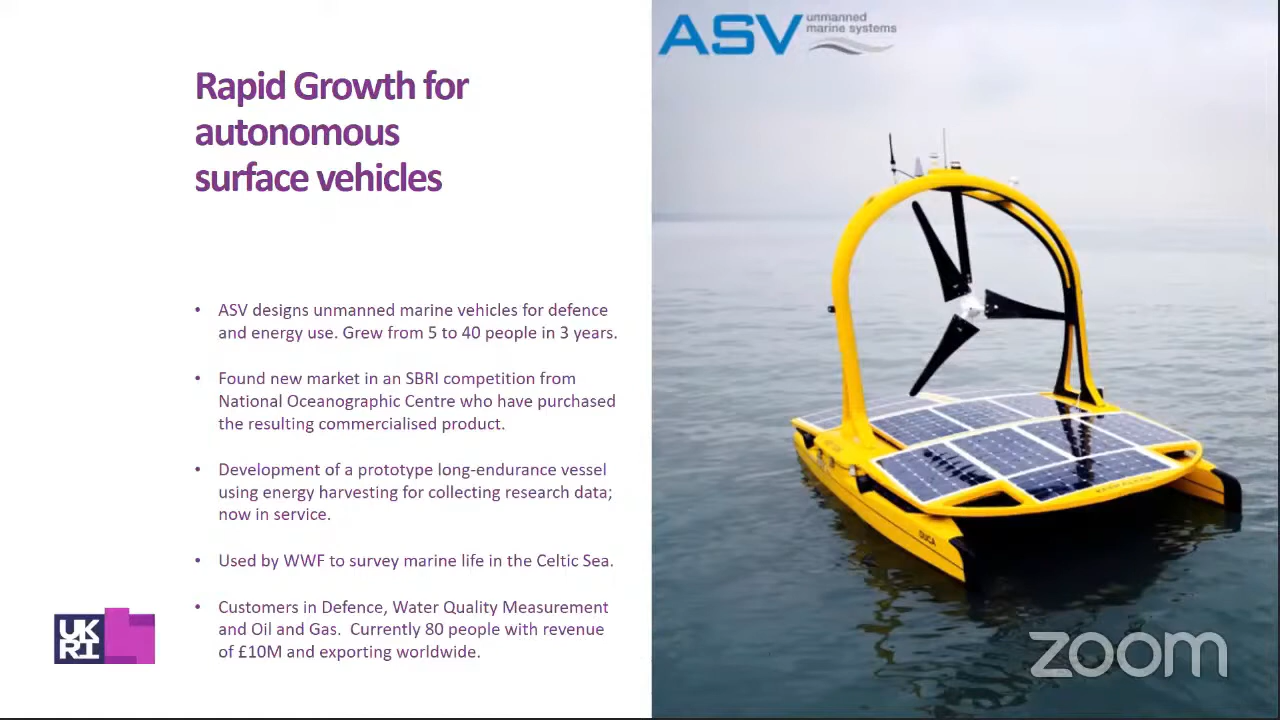 Rapid Growth for
autonomous
surface vehicles
• ASV designs unmanned marine vehicles for defence
and energy use. Grew from 5 to 40 people in 3 years.
• Found new market in an SBRI competition from
National Oceanographic Centre who have purchased
the resulting commercialised product.
• Development of a prototype long-endurance vessel
using energy harvesting for collecting research data;
now in service.
• Used by WWF to survey marine life in the Celtic Sea.
• Customers in Defence, Water Quality Measurement
and Oil and Gas.  Currently 80 people with revenue
of £10M and exporting worldwide.
UK
RI
ASV unmanned
marine systems
zoom